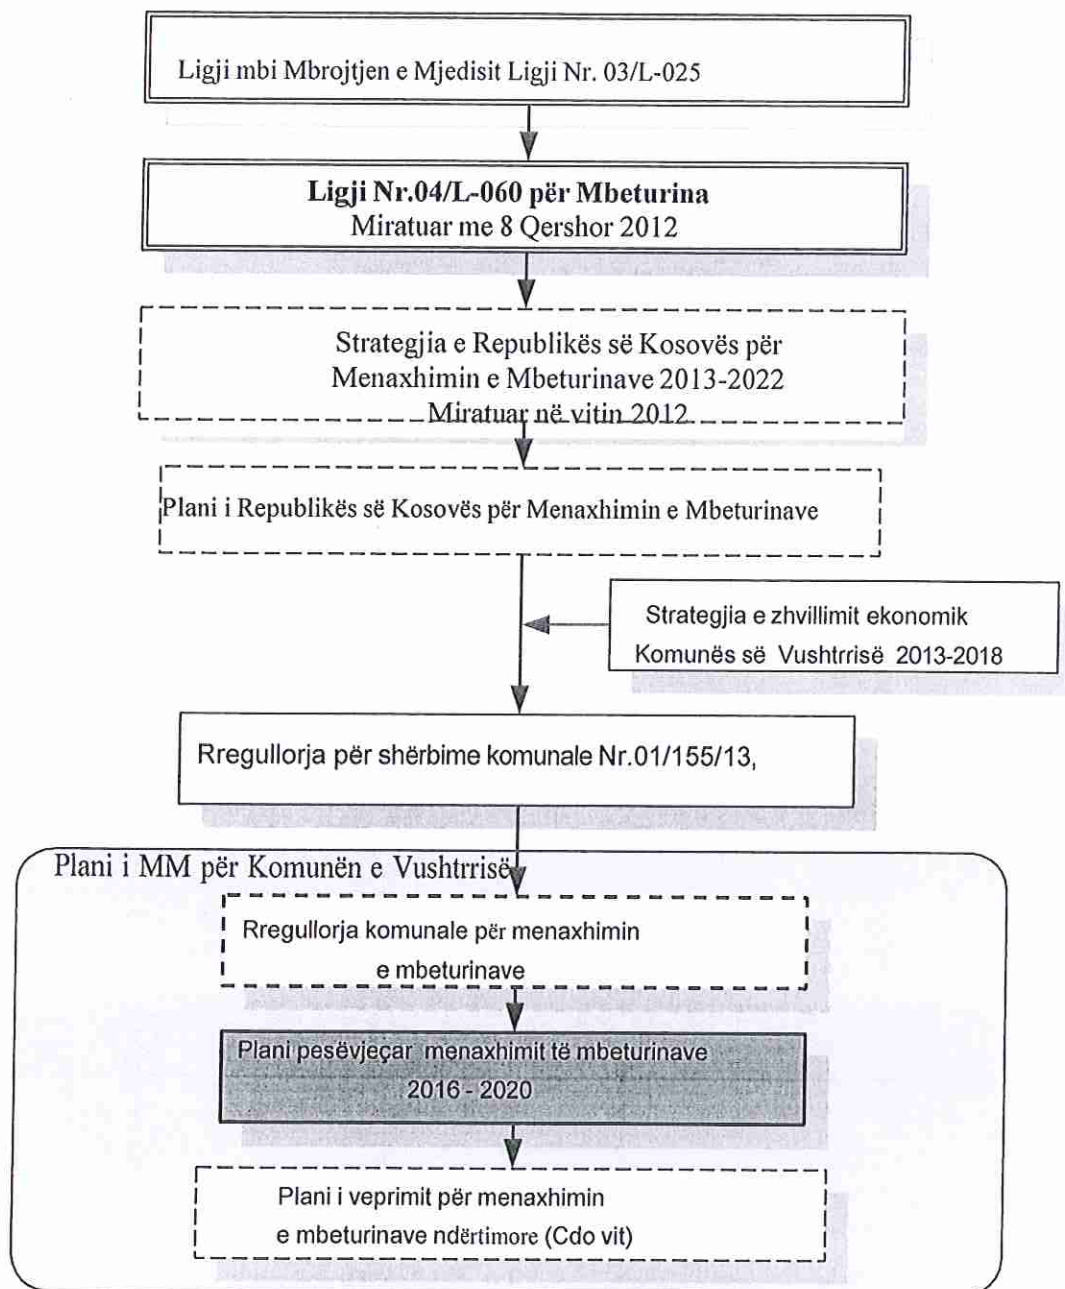 Ligji mbi Mbrojtjen e Mjedisit Ligji Nr. 03/L-025
Ligji Nr.04/L-060 për Mbeturina
Miratuar me 8 Qershor 2012
Strategjia e Republikës së Kosovës për
Menaxhimin e Mbeturinave 2013-2022
Miratuar në vitin 2012
Plani i Republikës së Kosovës për Menaxhimin e Mbeturinave
Strategjia e zhvillimit ekonomik
Komunës së Vushtrrisë 2013-2018
Rregullorja për shërbime komunale Nr.01/155/13,
Plani i MM për Komunën e Vushtrrisë
Rregullorja komunale për menaxhimin
e mbeturinave
Plani pesëvjeçar menaxhimit të mbeturinave
2016 - 2020
Plani i veprimit për menaxhimin
e mbeturinave ndërtimore (Cdo vit)